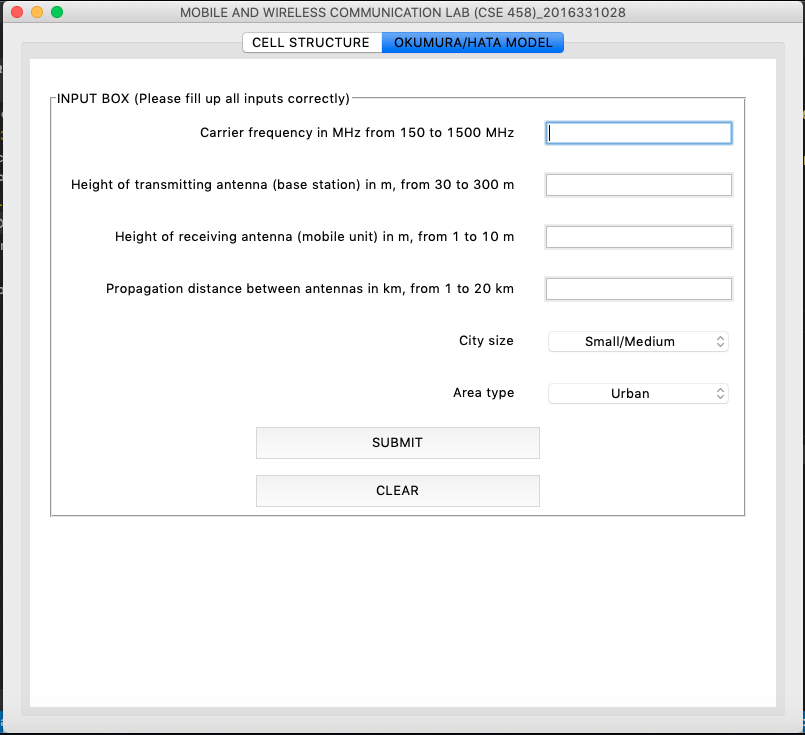 MOBILE AND WIRELESS COMMUNICATION LAB (CSE 458)_2016331028
CELL STRUCTURE OKUMURA/HATA MODEL
INPUT BOX (Please fill up all inputs correctly)
Carrier frequency in MHz from 150 to 1500 MHz
Height of transmitting antenna (base station) in m, from 30 to 300 m
Height of receiving antenna (mobile unit) in m, from 1 to 10 m
Propagation distance between antennas in km, from 1 to 20 km
City size Small/Medium
Area type Urban
SUBMIT
CLEAR